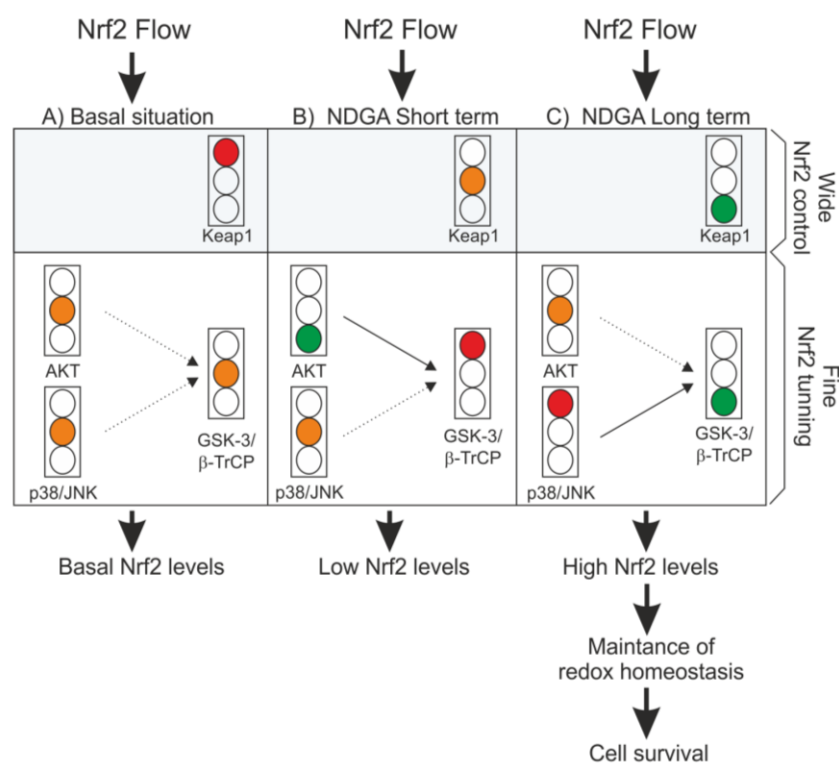 Nrf2 Flow
Nrf2 Flow
Nrf2 Flow
A) Basal situation
B) NDGA Short term
C) NDGA Long term
Keap1
Keap1
Keap1
Wide
Nrf2 control
AKT
AKT
AKT
GSK-3/
β-TrCP
GSK-3/
β-TrCP
GSK-3/
β-TrCP
p38/JNK
p38/JNK
p38/JNK
Fine
Nrf2 tunning
Basal Nrf2 levels
Low Nrf2 levels
High Nrf2 levels
Maintance of
redox homeostasis
Cell survival